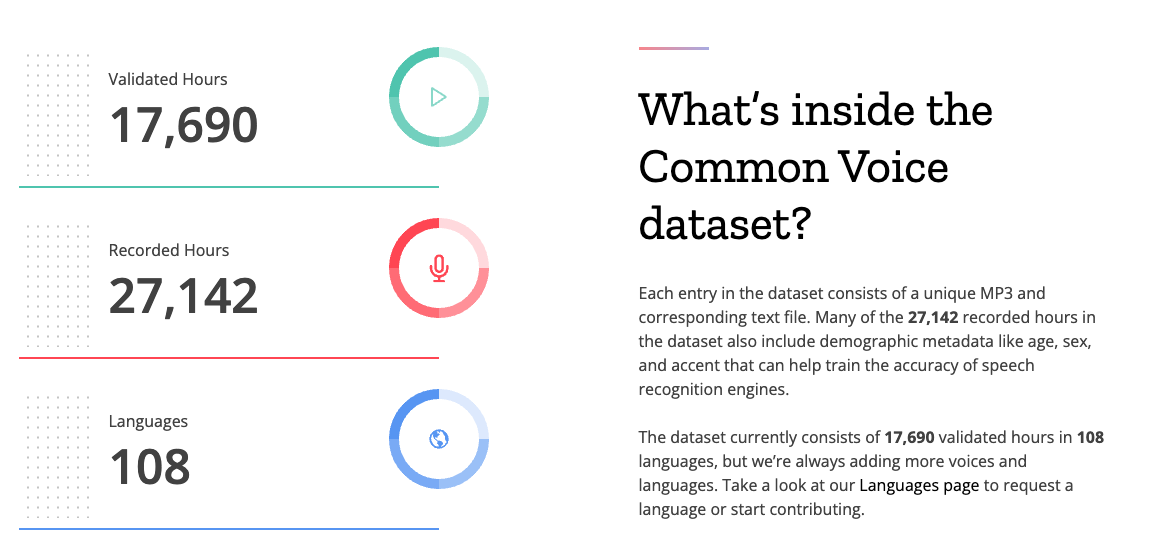 Validated Hours
17,690
Recorded Hours
27,142
Languages
108
What's inside the
Common Voice
dataset?
Each entry in the dataset consists of a unique MP3 and
corresponding text file. Many of the 27,142 recorded hours in
the dataset also include demographic metadata like age, sex,
and accent that can help train the accuracy of speech
recognition engines.
The dataset currently consists of 17,690 validated hours in 108
languages, but we’re always adding more voices and
languages. Take a look at our Languages page to request a
language or start contributing.